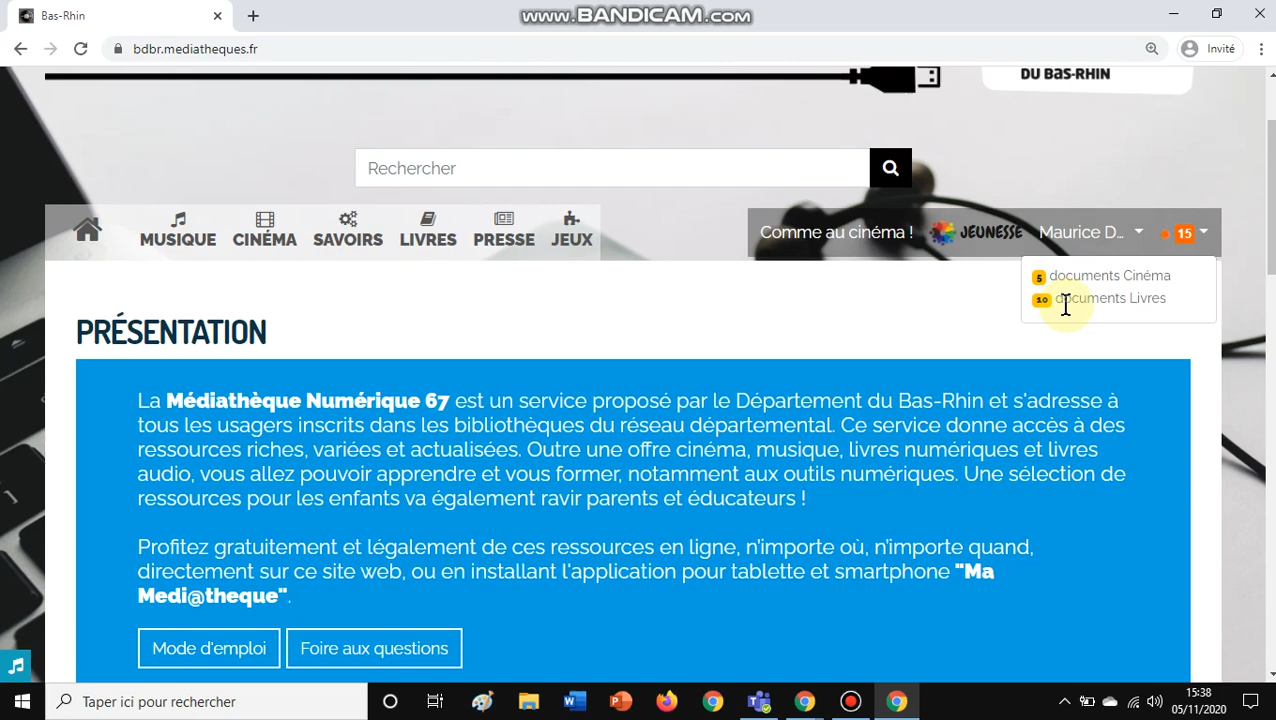 Bas-Rhin
www.BANDICAM.com
bdbr.mediatheques.fr
Invité
DU BAS-RHIN
Rechercher
MUSIQUE CINÉMA SAVOIRS LIVRES PRESSE JEUX
Comme au cinéma ! JEUNESSE Maurice D... 15
5 documents Cinéma
10 documents Livres
PRÉSENTATION
La Médiathèque Numérique 67 est un service proposé par le Département du Bas-Rhin et s'adresse à
tous les usagers inscrits dans les bibliothèques du réseau départemental. Ce service donne accès à des
ressources riches, variées et actualisées. Outre une offre cinéma, musique, livres numériques et livres
audio, vous allez pouvoir apprendre et vous former, notamment aux outils numériques. Une sélection de
ressources pour les enfants va également ravir parents et éducateurs !
Profitez gratuitement et légalement de ces ressources en ligne, n'importe où, n'importe quand,
directement sur ce site web, ou en installant l'application pour tablette et smartphone "Ma
Medi@theque".
Mode d'emploi Foire aux questions
Taper ici pour rechercher
15:38
05/11/2020